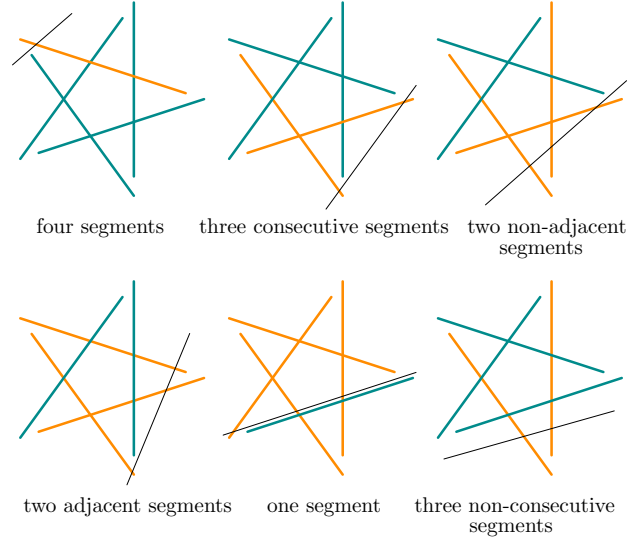 four segments
three consecutive segments
two non-adjacent
segments
two adjacent segments
one segment
three non-consecutive
segments